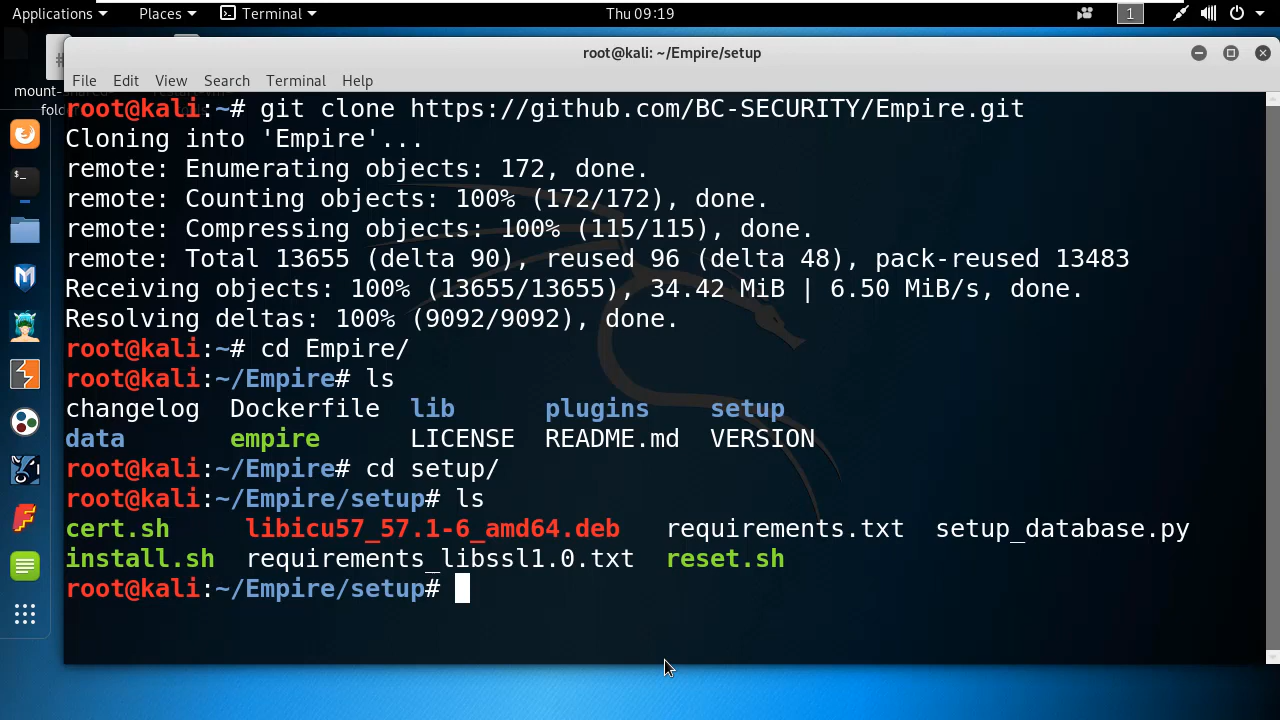 Applications Places Terminal Thu 09:19 1
root@kali: ~/Empire/setup
File Edit View Search Terminal Help
root@kali:~# git clone https://github.com/BC-SECURITY/Empire.git
Cloning into 'Empire'...
remote: Enumerating objects: 172, done.
remote: Counting objects: 100% (172/172), done.
remote: Compressing objects: 100% (115/115), done.
remote: Total 13655 (delta 90), reused 96 (delta 48), pack-reused 13483
Receiving objects: 100% (13655/13655), 34.42 MiB | 6.50 MiB/s, done.
Resolving deltas: 100% (9092/9092), done.
root@kali:~# cd Empire/
root@kali:~/Empire# ls
changelog Dockerfile lib plugins setup
data empire LICENSE README.md VERSION
root@kali:~/Empire# cd setup/
root@kali:~/Empire/setup# ls
cert.sh libicu57_57.1-6_amd64.deb requirements.txt setup_database.py
install.sh requirements_libssl1.0.txt reset.sh
root@kali:~/Empire/setup#
mount-
fol